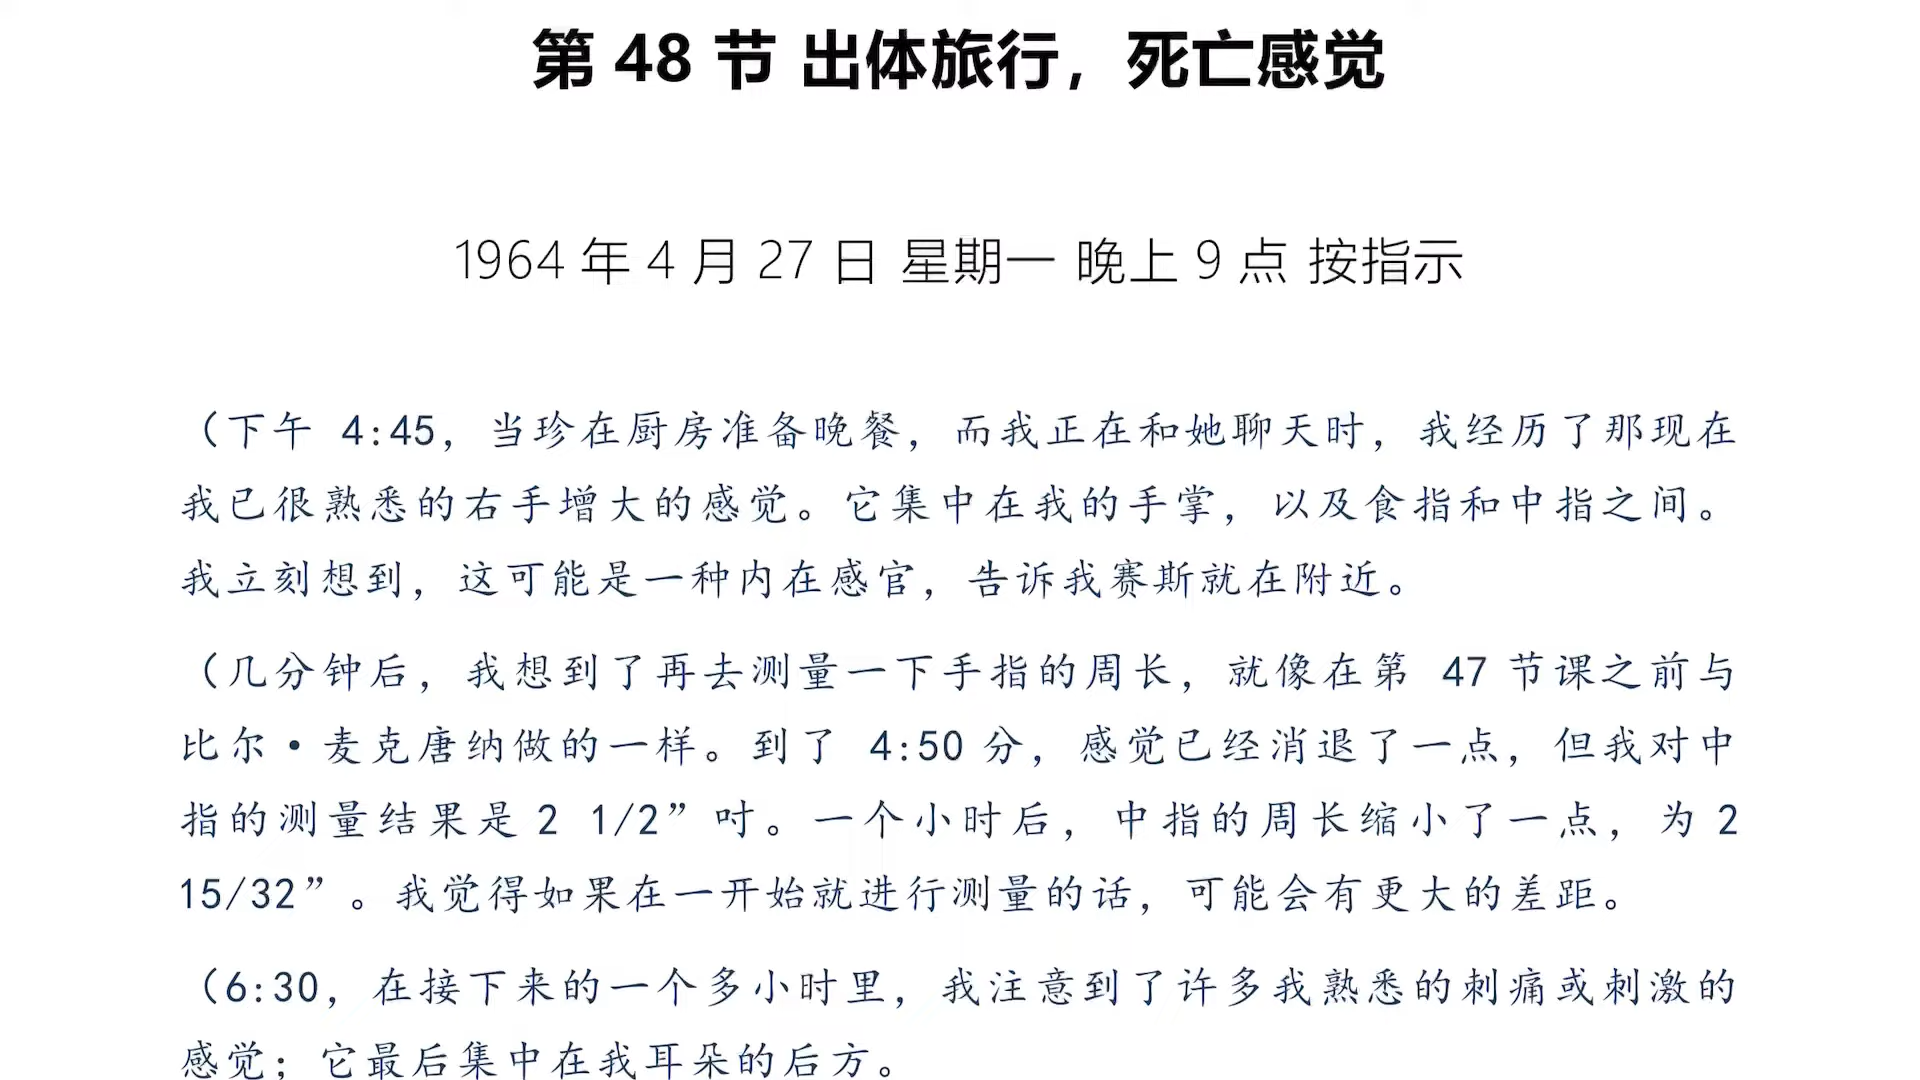 第 48 节 出体旅行，死亡感觉
1964 年 4 月 27 日 星期一 晚上 9 点 按指示
（下午 4:45，当珍在厨房准备晚餐，而我正在和她聊天时，我经历了那现在
我已很熟悉的右手增大的感觉。它集中在我的手掌，以及食指和中指之间。
我立刻想到，这可能是一种内在感官，告诉我赛斯就在附近。
（几分钟后，我想到了再去测量一下手指的周长，就像在第 47 节课之前与
比尔•麦克唐纳做的一样。到了 4:50 分，感觉已经消退了一点，但我对中
指的测量结果是 2 1/2” 吋。一个小时后，中指的周长缩小了一点，为 2
15/32”。我觉得如果在一开始就进行测量的话，可能会有更大的差距。
（6:30，在接下来的一个多小时里，我注意到了许多我熟悉的刺痛或刺激的
感觉；它最后集中在我耳朵的后方。